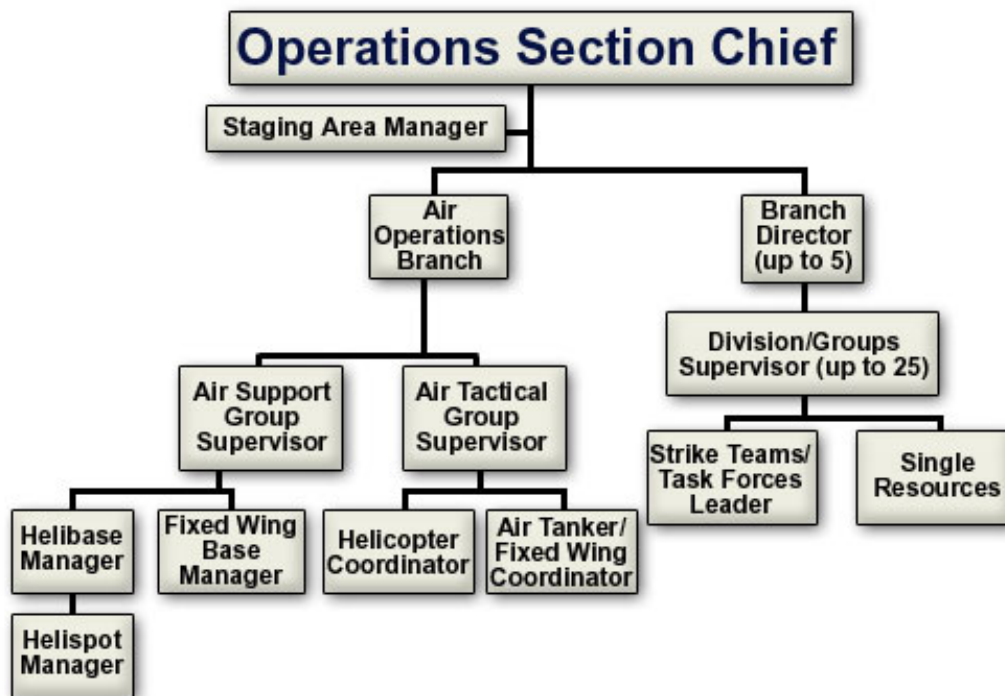 Operations Section Chief
Staging Area Manager
Air
Operations
Branch
Branch
Director
(up to 5)
Division/Groups
Supervisor (up to 25)
Air Support
Group
Supervisor
Air Tactical
Group
Supervisor
Strike Teams/
Task Forces
Leader
Single
Resources
Helibase
Manager
Fixed Wing
Base
Manager
Helicopter
Coordinator
Air Tanker/
Fixed Wing
Coordinator
Helispot
Manager